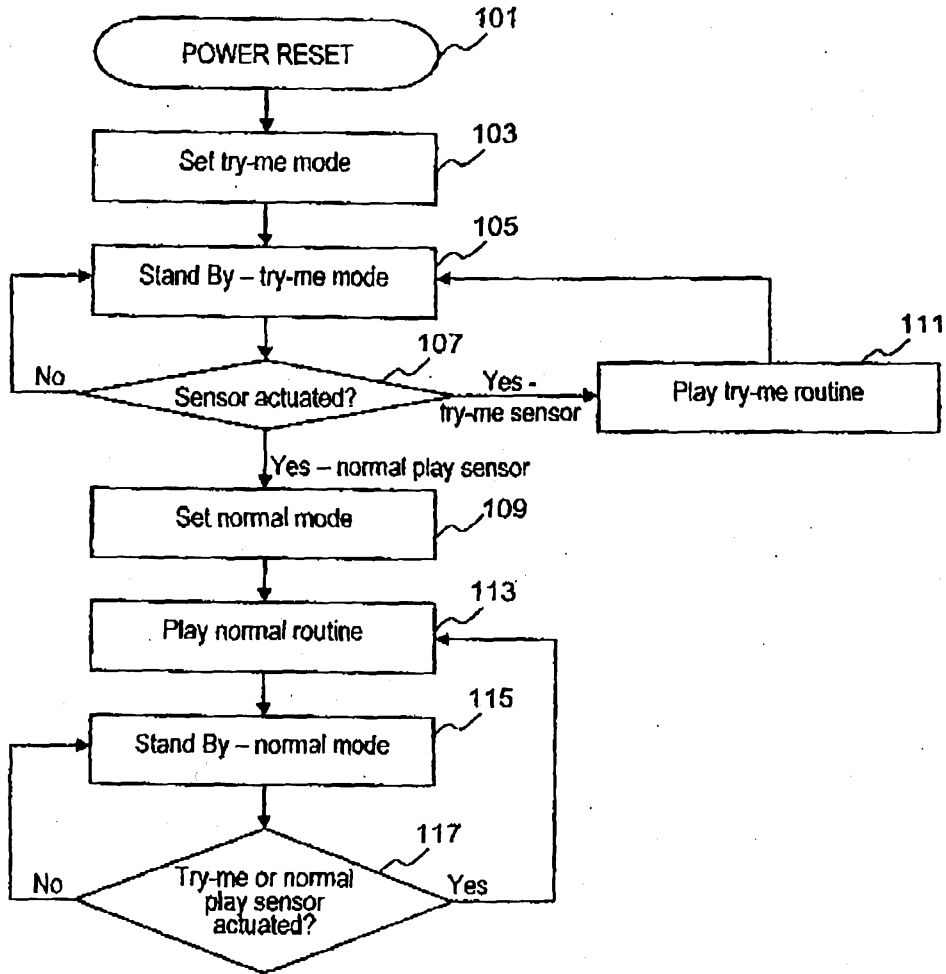 101
POWER RESET
103
Set try-me mode
105
Stand By – try-me mode
107
111
No
Sensor actuated?
Yes -
try-me sensor
Play try-me routine
Yes – normal play sensor
Set normal mode
109
113
Play normal routine
115
Stand By – normal mode
117
No
Try-me or normal
play sensor
actuated?
Yes